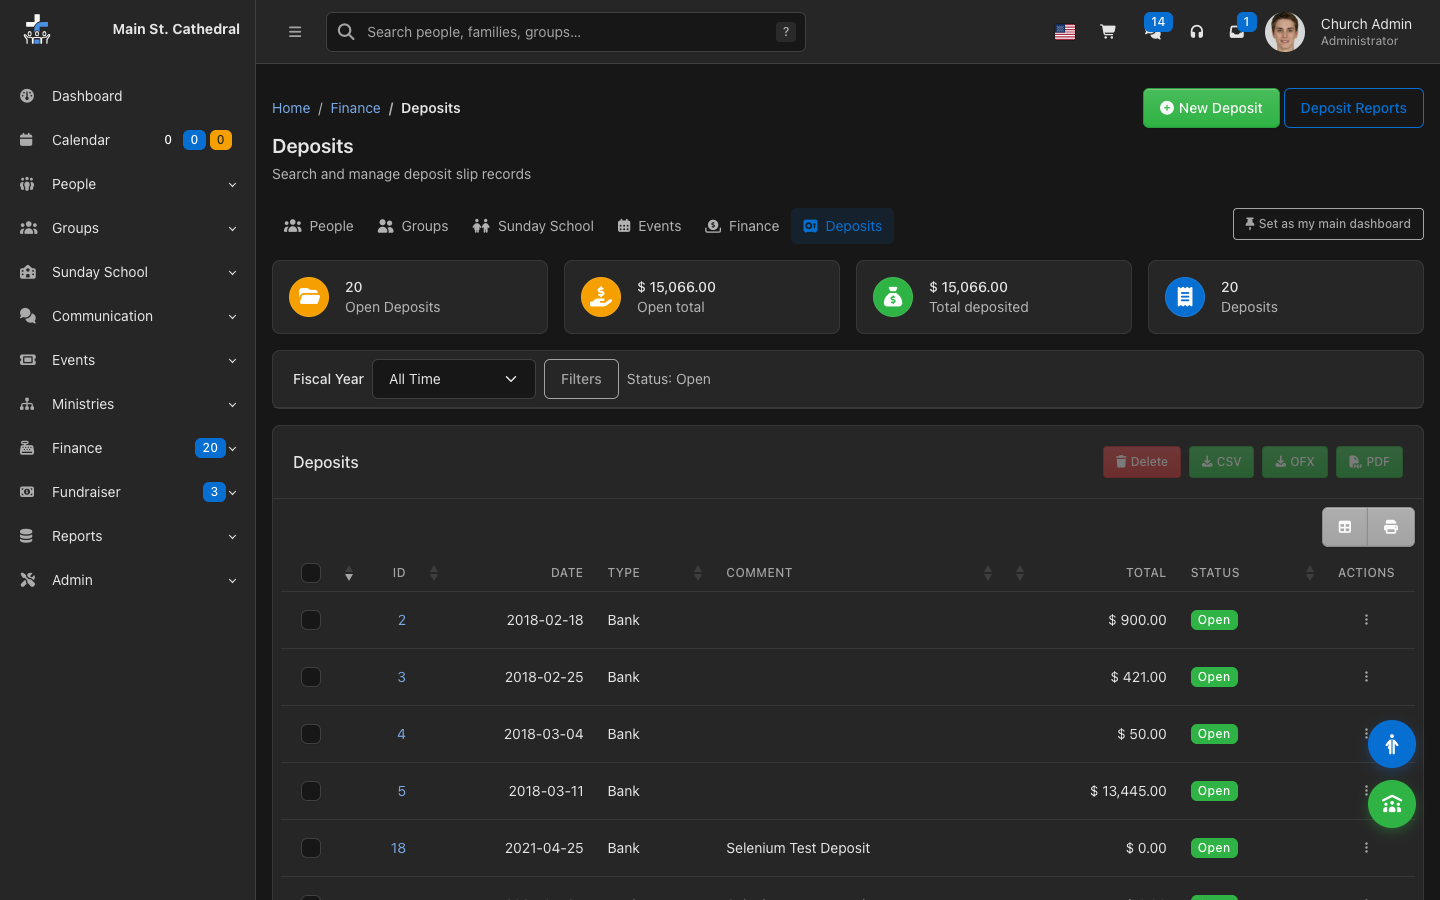 Main St. Cathedral
Search people, families, groups...
?
14
1
Church Admin
Administrator
Dashboard
Calendar 0 0 0
People
Groups
Sunday School
Communication
Events
Ministries
Finance 20
Fundraiser 3
Reports
Admin
Home / Finance / Deposits
New Deposit
Deposit Reports
Deposits
Search and manage deposit slip records
People
Groups
Sunday School
Events
Finance
Deposits
Set as my main dashboard
20
Open Deposits
$ 15,066.00
Open total
$ 15,066.00
Total deposited
20
Deposits
Fiscal Year
All Time
Filters
Status: Open
Deposits
Delete
CSV
OFX
PDF
ID DATE TYPE COMMENT TOTAL STATUS ACTIONS
2 2018-02-18 Bank $ 900.00 Open
3 2018-02-25 Bank $ 421.00 Open
4 2018-03-04 Bank $ 50.00 Open
5 2018-03-11 Bank $ 13,445.00 Open
18 2021-04-25 Bank Selenium Test Deposit $ 0.00 Open